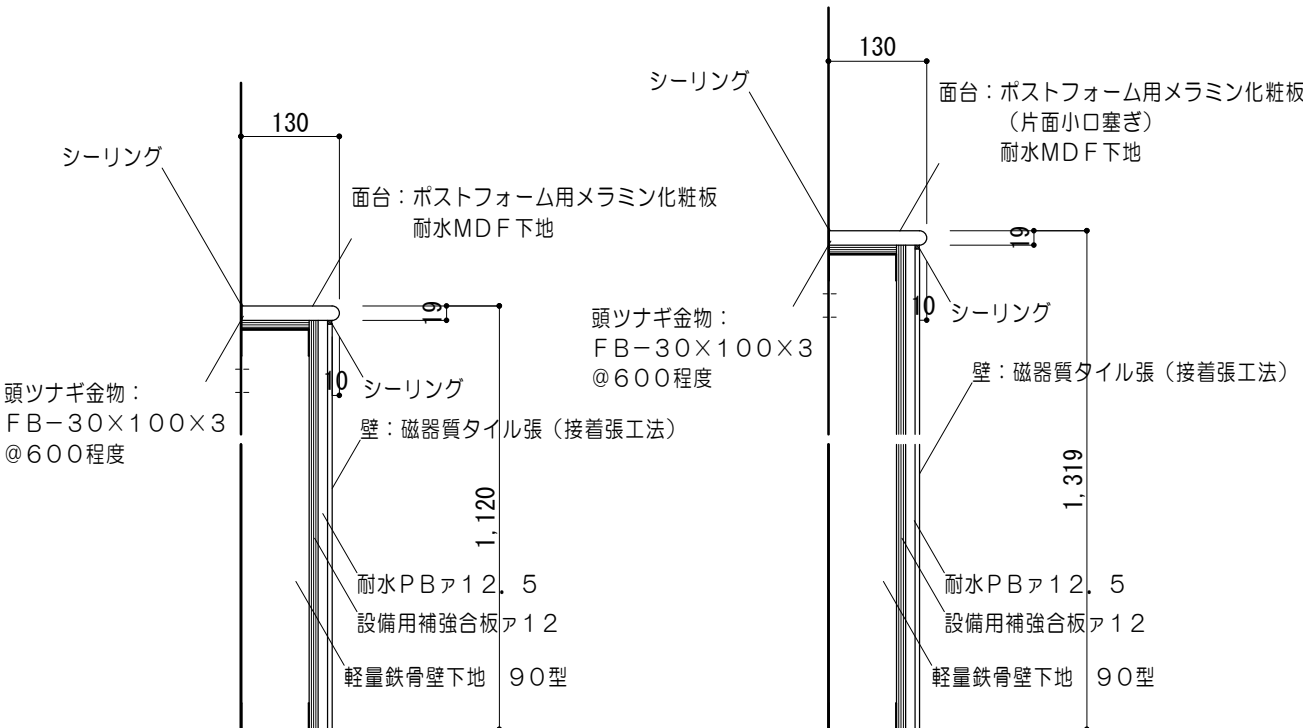 130
シーリング
面台：ポストフォーム用メラミン化粧板
耐水ＭＤＦ下地
19
頭ツナギ金物：
ＦＢ－３０×１００×３
＠６００程度
10
シーリング
壁：磁器質タイル張（接着張工法）
1,120
耐水ＰＢァ１２．５
設備用補強合板ァ１２
軽量鉄骨壁下地　９０型
130
シーリング
面台：ポストフォーム用メラミン化粧板
（片面小口塞ぎ）
耐水ＭＤＦ下地
19
頭ツナギ金物：
ＦＢ－３０×１００×３
＠６００程度
10
シーリング
壁：磁器質タイル張（接着張工法）
1,319
耐水ＰＢァ１２．５
設備用補強合板ァ１２
軽量鉄骨壁下地　９０型